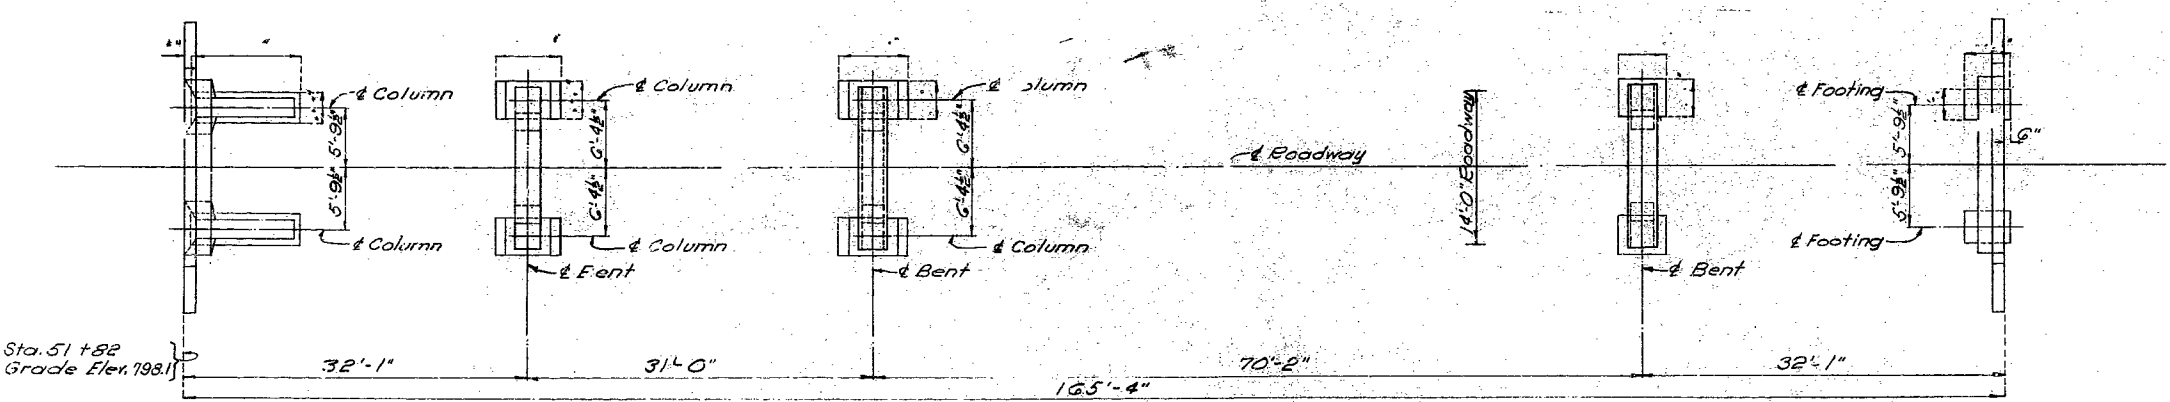 ℄ Column
5'-9½"
5'-9½"
℄ Column
℄ Column
6'-4½"
6'-4½"
℄ Column
℄ Bent
6'-4½"
6'-4½"
℄ Column
℄ Bent
℄ Roadway
14'-0" Roadway
℄ Bent
℄ Footing
5'-9½"
5'-9½"
6"
℄ Footing
Sta. 51 + 82
Grade Elev. 798.1
32'-1"
31'-0"
70'-2"
32'-1"
165'-4"